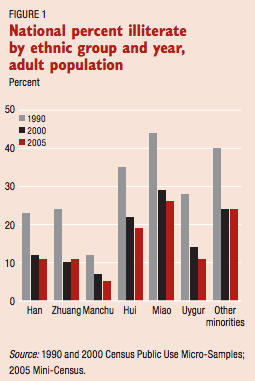 FIGURE 1
National percent illiterate
by ethnic group and year,
adult population
Percent
50
1990
2000
40
2005
30
20
10
0
Han Zhuang Manchu Hui Miao Uygur Other
minorities
Source: 1990 and 2000 Census Public Use Micro-Samples;
2005 Mini-Census.